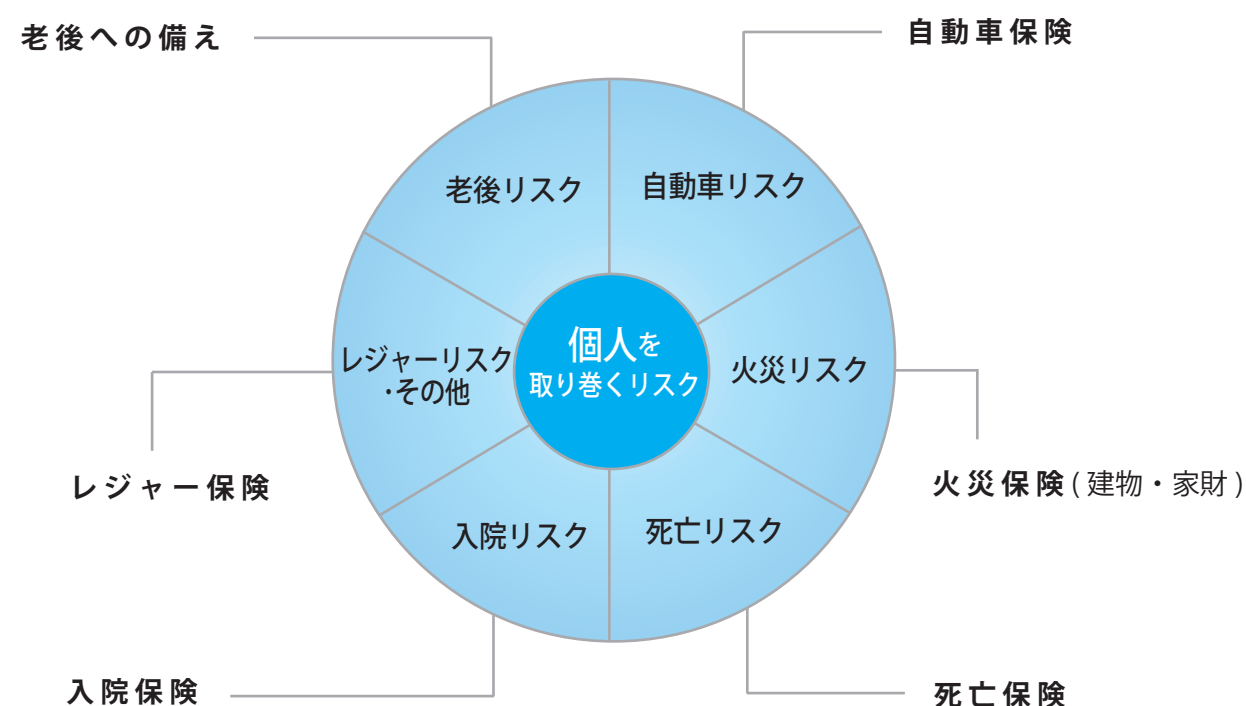 老後への備え
自動車保険
老後リスク
自動車リスク
レジャーリスク
・その他
個人を
取り巻くリスク
火災リスク
レジャー保険
火災保険(建物・家財)
入院リスク
死亡リスク
入院保険
死亡保険